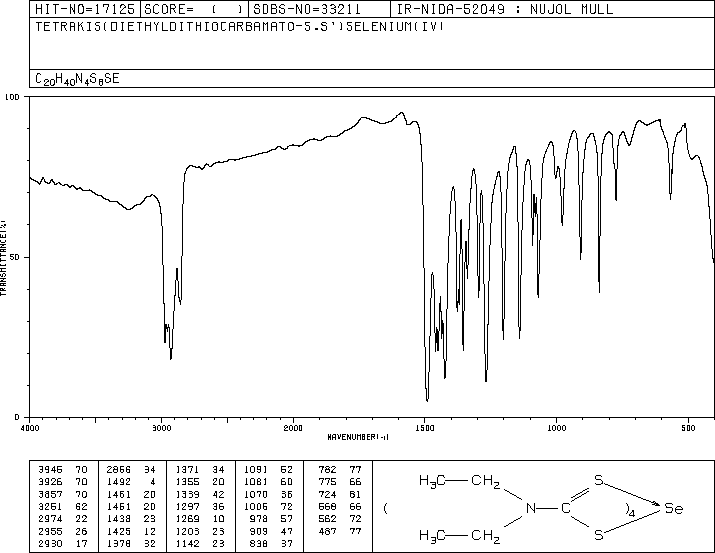 HIT-NO=17125 SCORE= ( ) SDBS-NO=33211 IR-NIDA-52049 : NUJOL MULL
TETRAKIS(DIETHYLDITHIOCARBAMATO-S.S')SELENIUM(IV)
C20H40N4S8SE
100
50
0
TRANSMITTANCE(%)
4000 3000 2000 1500 1000 500
WAVENUMBER(-1)
3946 70 2866 34 1371 34 1091 52 782 77
3926 70 1492 4 1355 20 1081 60 775 66
3857 70 1461 20 1339 42 1070 36 724 81
3251 62 1451 20 1297 36 1006 72 568 66
2974 22 1438 23 1269 10 978 57 562 72
2955 26 1425 12 1203 23 909 47 487 77
2930 17 1378 32 1142 23 838 37
H3C CH2 S
( N C )4 Se
H3C CH2 S